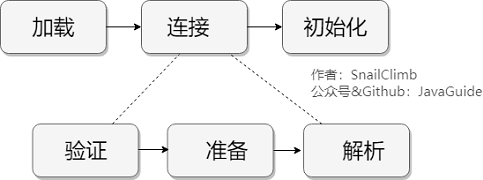 加载
连接
初始化
作者：SnailClimb
公众号&Github：JavaGuide
验证
准备
解析